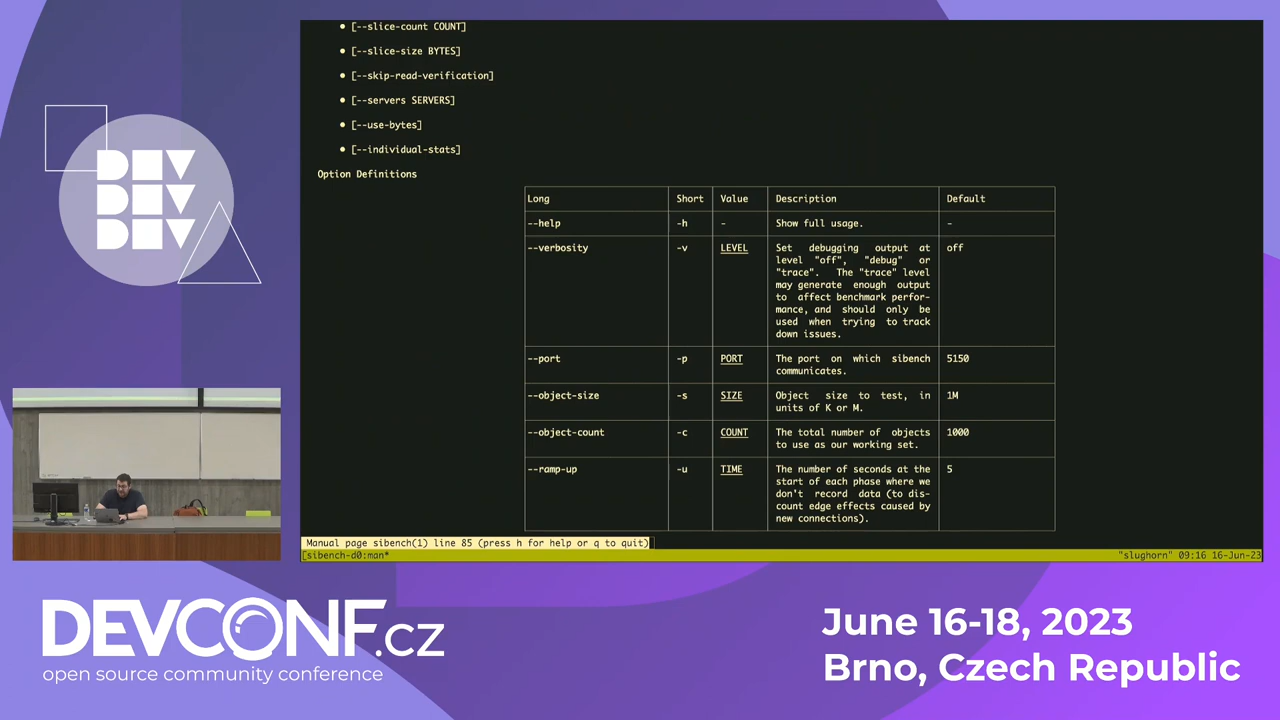 • [--slice-count COUNT]
• [--slice-size BYTES]
• [--skip-read-verification]
• [--servers SERVERS]
• [--use-bytes]
• [--individual-stats]
Option Definitions
Long Short Value Description Default
--help -h - Show full usage. -
--verbosity -v LEVEL Set debugging output at off
level "off", "debug" or
"trace". The "trace" level
may generate enough output
to affect benchmark perfor-
mance, and should only be
used when trying to track
down issues.
--port -p PORT The port on which sibench 5150
communicates.
--object-size -s SIZE Object size to test, in 1M
units of K or M.
--object-count -c COUNT The total number of objects 1000
to use as our working set.
--ramp-up -u TIME The number of seconds at the 5
start of each phase where we
don't record data (to dis-
count edge effects caused by
new connections).
Manual page sibench(1) line 85 (press h for help or q to quit)
[sibench-d0:man* "slughorn" 09:16 16-Jun-23
DEV
DEV
DEV
DEVCONF.cz
open source community conference
June 16-18, 2023
Brno, Czech Republic